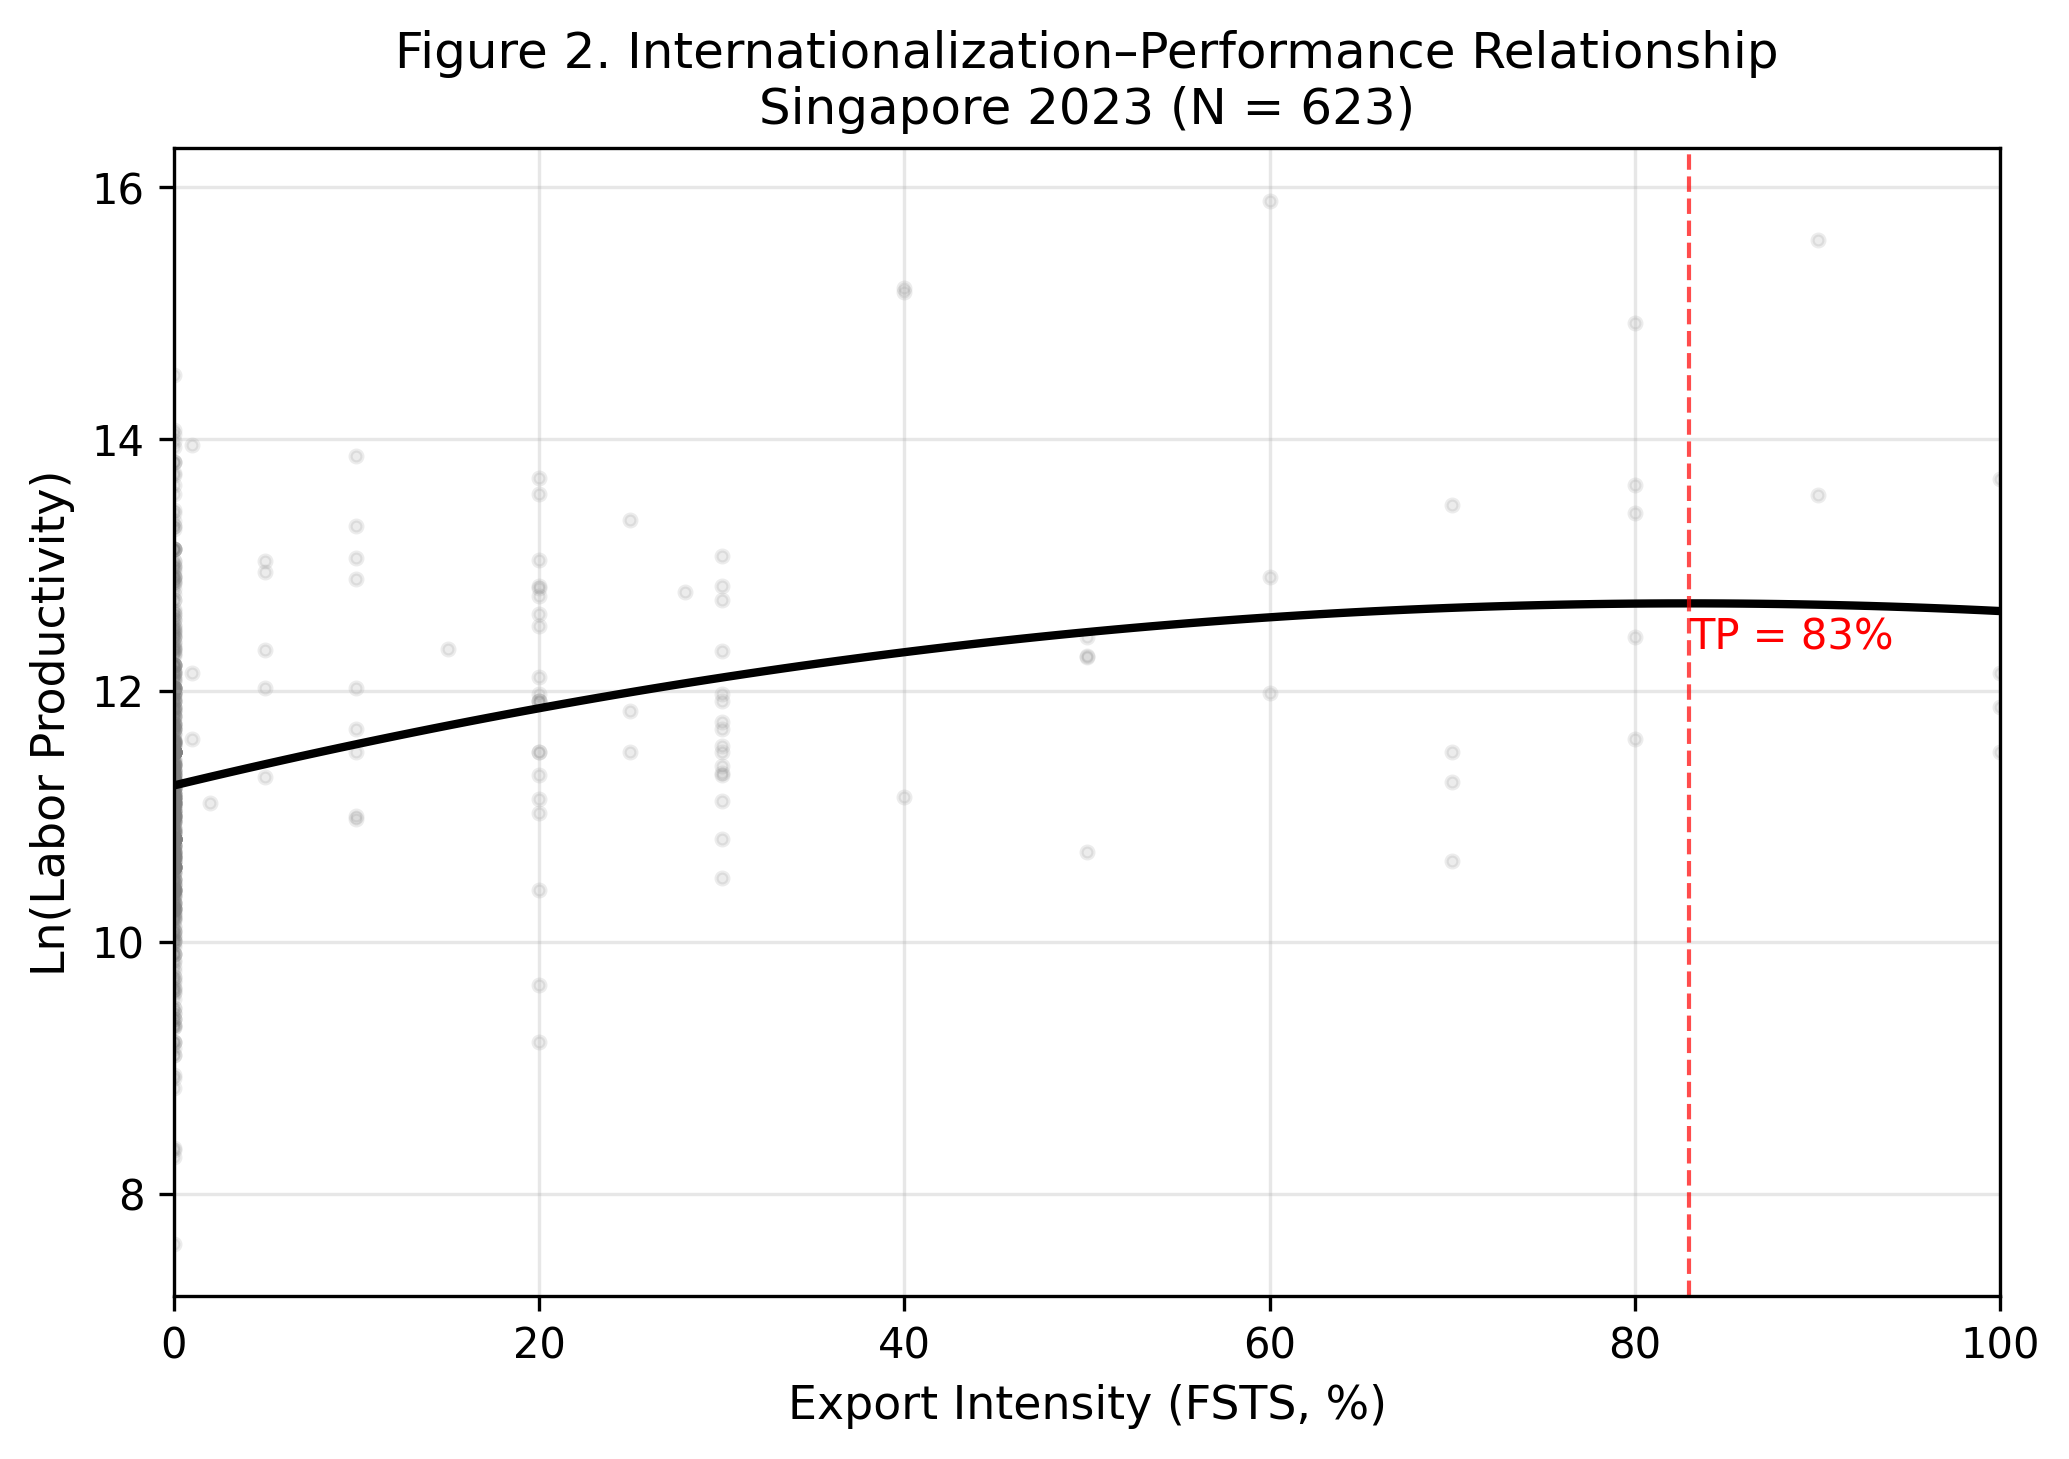 Figure 2. Internationalization–Performance Relationship
Singapore 2023 (N = 623)
Ln(Labor Productivity)
16
14
12
10
8
TP = 83%
0 20 40 60 80 100
Export Intensity (FSTS, %)